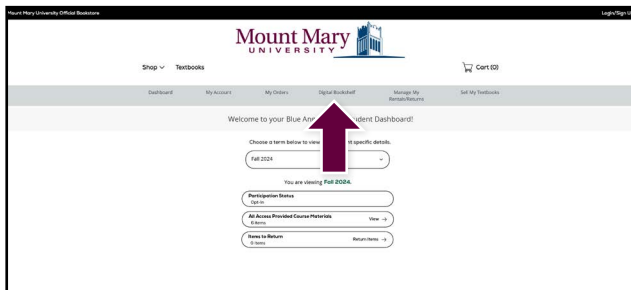 Mount Mary University Official Bookstore
Login/Sign U
Mount Mary
UNIVERSITY
Shop Textbooks
Cart (0)
Dashboard My Account My Orders Digital Bookshelf Manage My Rentals/Returns Sell My Textbooks
Welcome to your Blue dent Dashboard!
Choose a term below to view nt specific details.
Fall 2024
You are viewing Fall 2024.
Participation Status
Opt-In
All Access Provided Course Materials
6 Items
View →
Items to Return
0 Items
Return Items →